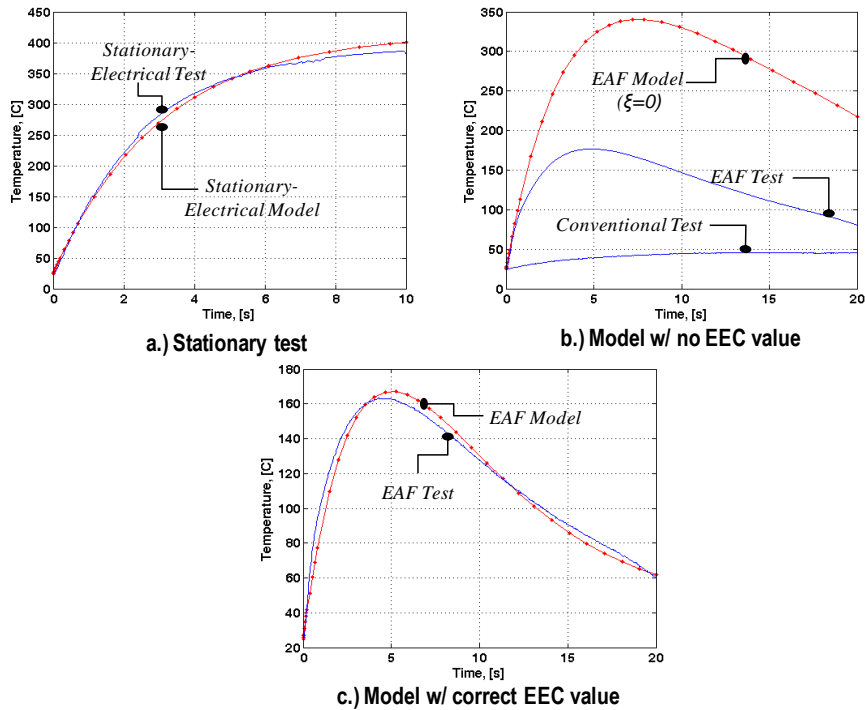 450
400
350
300
250
200
150
100
50
0
Temperature, [C]
Stationary-
Electrical Test
Stationary-
Electrical Model
0
2
4
6
8
10
Time, [s]
a.) Stationary test
350
300
250
200
150
100
50
0
Temperature, [C]
EAF Model
(ξ=0)
EAF Test
Conventional Test
0
5
10
15
20
Time, [s]
b.) Model w/ no EEC value
180
160
140
120
100
80
60
40
20
Temperature, [C]
EAF Model
EAF Test
0
5
10
15
20
Time, [s]
c.) Model w/ correct EEC value